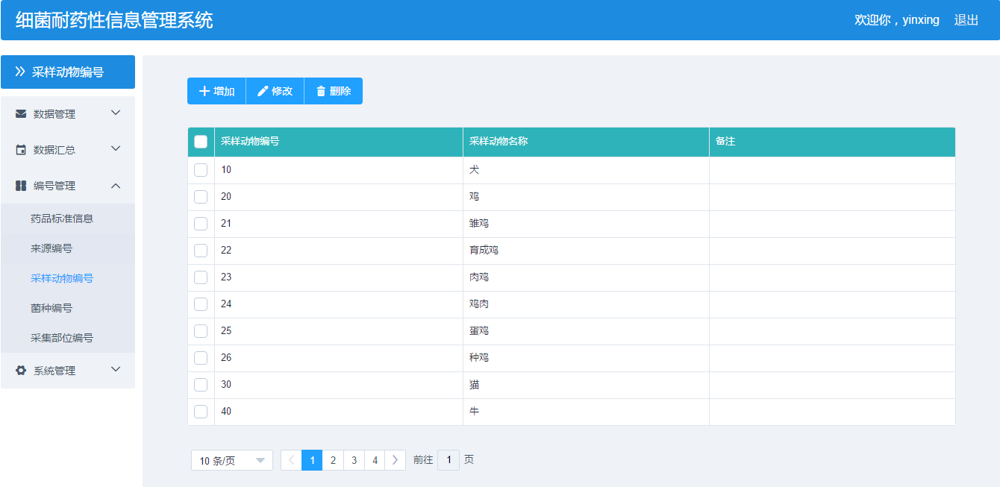 细菌耐药性信息管理系统
欢迎你，yinxing 退出
采样动物编号
数据管理
数据汇总
编号管理
药品标准信息
来源编号
采样动物编号
菌种编号
采集部位编号
系统管理
增加 修改 删除
采样动物编号 采样动物名称 备注
10 犬
20 鸡
21 雏鸡
22 育成鸡
23 肉鸡
24 鸡肉
25 蛋鸡
26 种鸡
30 猫
40 牛
10 条/页 1 2 3 4 前往 1 页